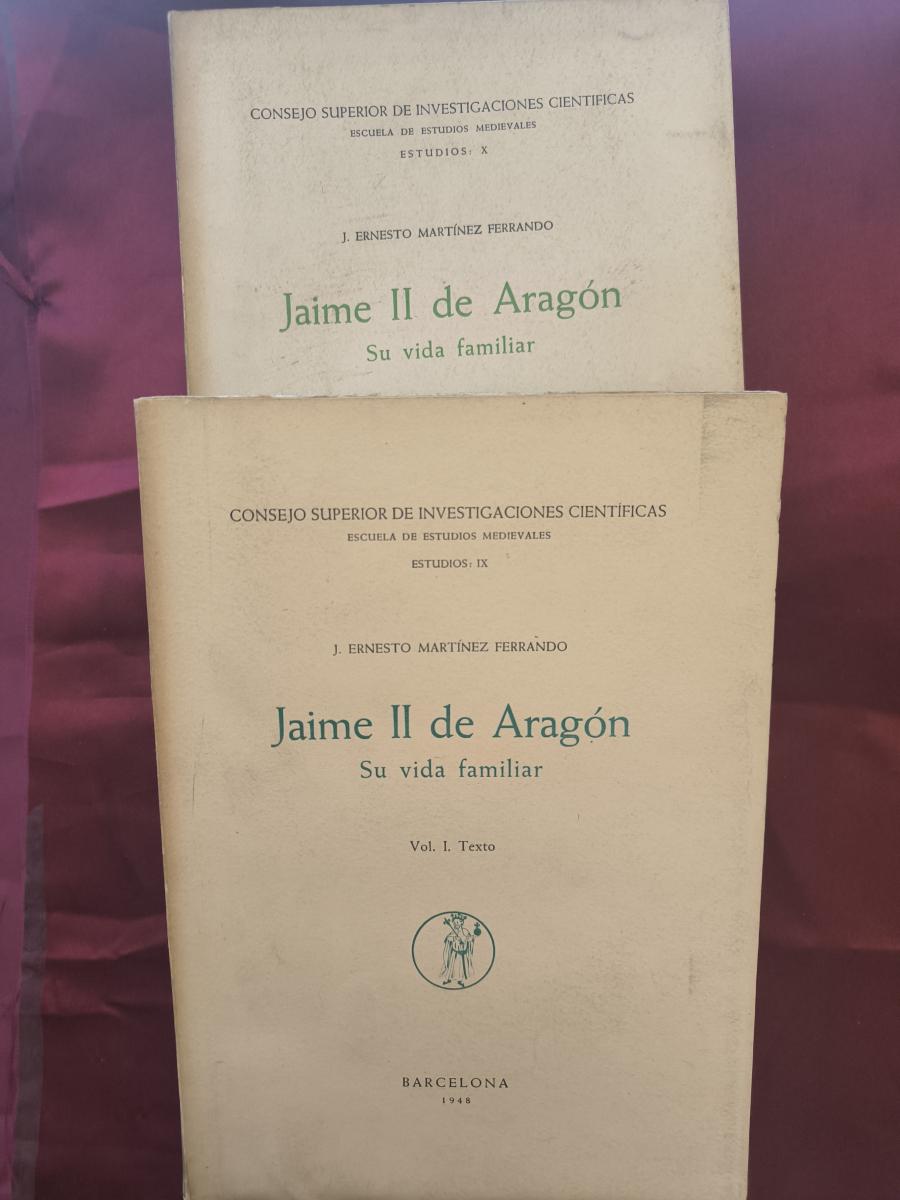 CONSEJO SUPERIOR DE INVESTIGACIONES CIENTIFICAS
ESCUELA DE ESTUDIOS MEDIEVALES
ESTUDIOS: X
J. ERNESTO MARTÍNEZ FERRANDO
Jaime II de Aragón
Su vida familiar
CONSEJO SUPERIOR DE INVESTIGACIONES CIENTÍFICAS
ESCUELA DE ESTUDIOS MEDIEVALES
ESTUDIOS: IX
J. ERNESTO MARTÍNEZ FERRANDO
Jaime II de Aragón
Su vida familiar
Vol. I. Texto
BARCELONA
1948